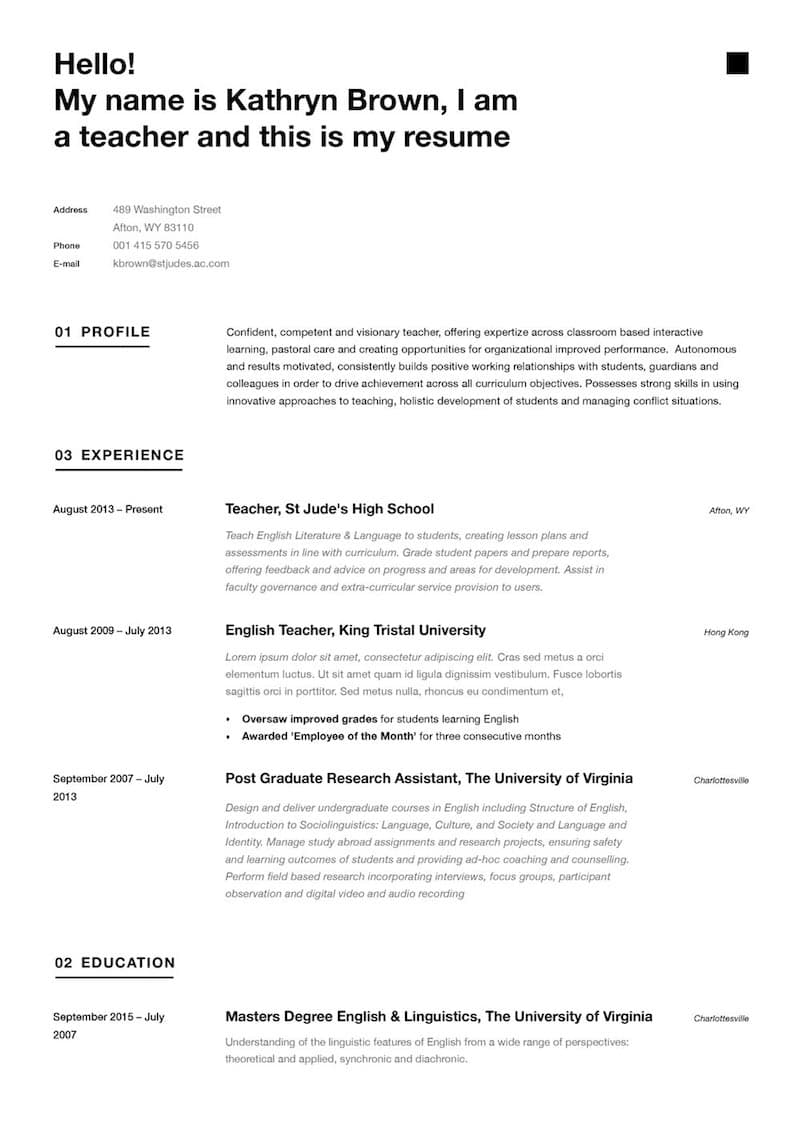 Hello!
My name is Kathryn Brown, I am
a teacher and this is my resume
Address 489 Washington Street
Afton, WY 83110
Phone 001 415 570 5456
E-mail kbrown@stjudes.ac.com
01 PROFILE
Confident, competent and visionary teacher, offering expertize across classroom based interactive
learning, pastoral care and creating opportunities for organizational improved performance. Autonomous
and results motivated, consistently builds positive working relationships with students, guardians and
colleagues in order to drive achievement across all curriculum objectives. Possesses strong skills in using
innovative approaches to teaching, holistic development of students and managing conflict situations.
03 EXPERIENCE
August 2013 – Present
Teacher, St Jude's High School
Afton, WY
Teach English Literature & Language to students, creating lesson plans and
assessments in line with curriculum. Grade student papers and prepare reports,
offering feedback and advice on progress and areas for development. Assist in
faculty governance and extra-curricular service provision to users.
August 2009 – July 2013
English Teacher, King Tristal University
Hong Kong
Lorem ipsum dolor sit amet, consectetur adipiscing elit. Cras sed metus a orci
elementum luctus. Ut sit amet quam id ligula dignissim vestibulum. Fusce lobortis
sagittis orci in porttitor. Sed metus nulla, rhoncus eu condimentum et,
• Oversaw improved grades for students learning English
• Awarded 'Employee of the Month' for three consecutive months
September 2007 – July
2013
Post Graduate Research Assistant, The University of Virginia
Charlottesville
Design and deliver undergraduate courses in English including Structure of English,
Introduction to Sociolinguistics: Language, Culture, and Society and Language and
Identity. Manage study abroad assignments and research projects, ensuring safety
and learning outcomes of students and providing ad-hoc coaching and counselling.
Perform field based research incorporating interviews, focus groups, participant
observation and digital video and audio recording
02 EDUCATION
September 2015 – July
2007
Masters Degree English & Linguistics, The University of Virginia
Charlottesville
Understanding of the linguistic features of English from a wide range of perspectives:
theoretical and applied, synchronic and diachronic.